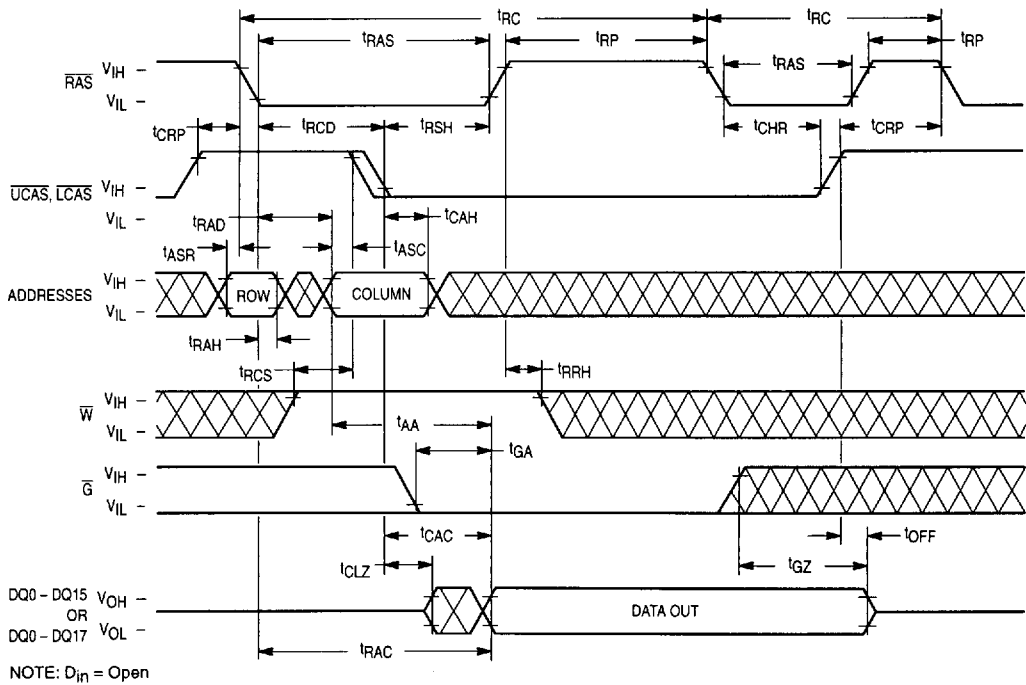 tRC tRC
tRAS tRP tRAS tRP
RAS VIH
VIL
tCRP tRCD tRSH tCHR tCRP
UCAS, LCAS VIH
VIL
tRAD tCAH
tASR tASC
ADDRESSES VIH
VIL
ROW COLUMN
tRAH
tRCS tRRH
W VIH
VIL
tAA
tGA
G VIH
VIL
tCAC tOFF
tCLZ tGZ
DQ0 – DQ15 VOH
OR
DQ0 – DQ17 VOL
DATA OUT
tRAC
NOTE: Din = Open